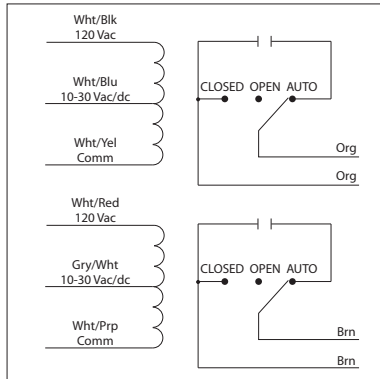 Wht/Blk
120 Vac
Wht/Blu
10-30 Vac/dc
Wht/Yel
Comm
CLOSED OPEN AUTO
Org
Org
Wht/Red
120 Vac
Gry/Wht
10-30 Vac/dc
Wht/Prp
Comm
CLOSED OPEN AUTO
Brn
Brn